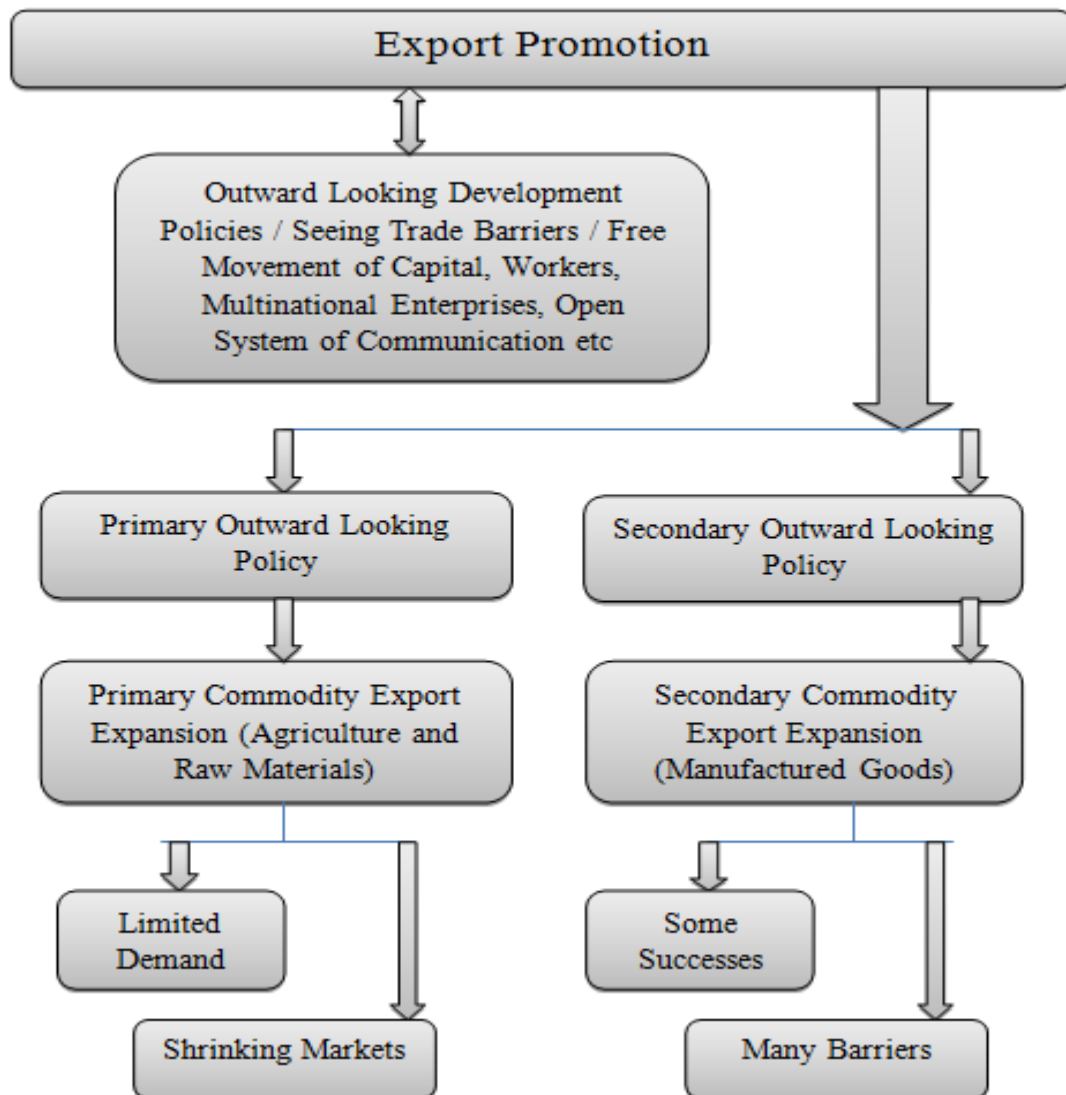 Export Promotion
Outward Looking Development
Policies / Seeing Trade Barriers / Free
Movement of Capital, Workers,
Multinational Enterprises, Open
System of Communication etc
Primary Outward Looking
Policy
Secondary Outward Looking
Policy
Primary Commodity Export
Expansion (Agriculture and
Raw Materials)
Secondary Commodity
Export Expansion
(Manufactured Goods)
Limited
Demand
Some
Successes
Shrinking Markets
Many Barriers